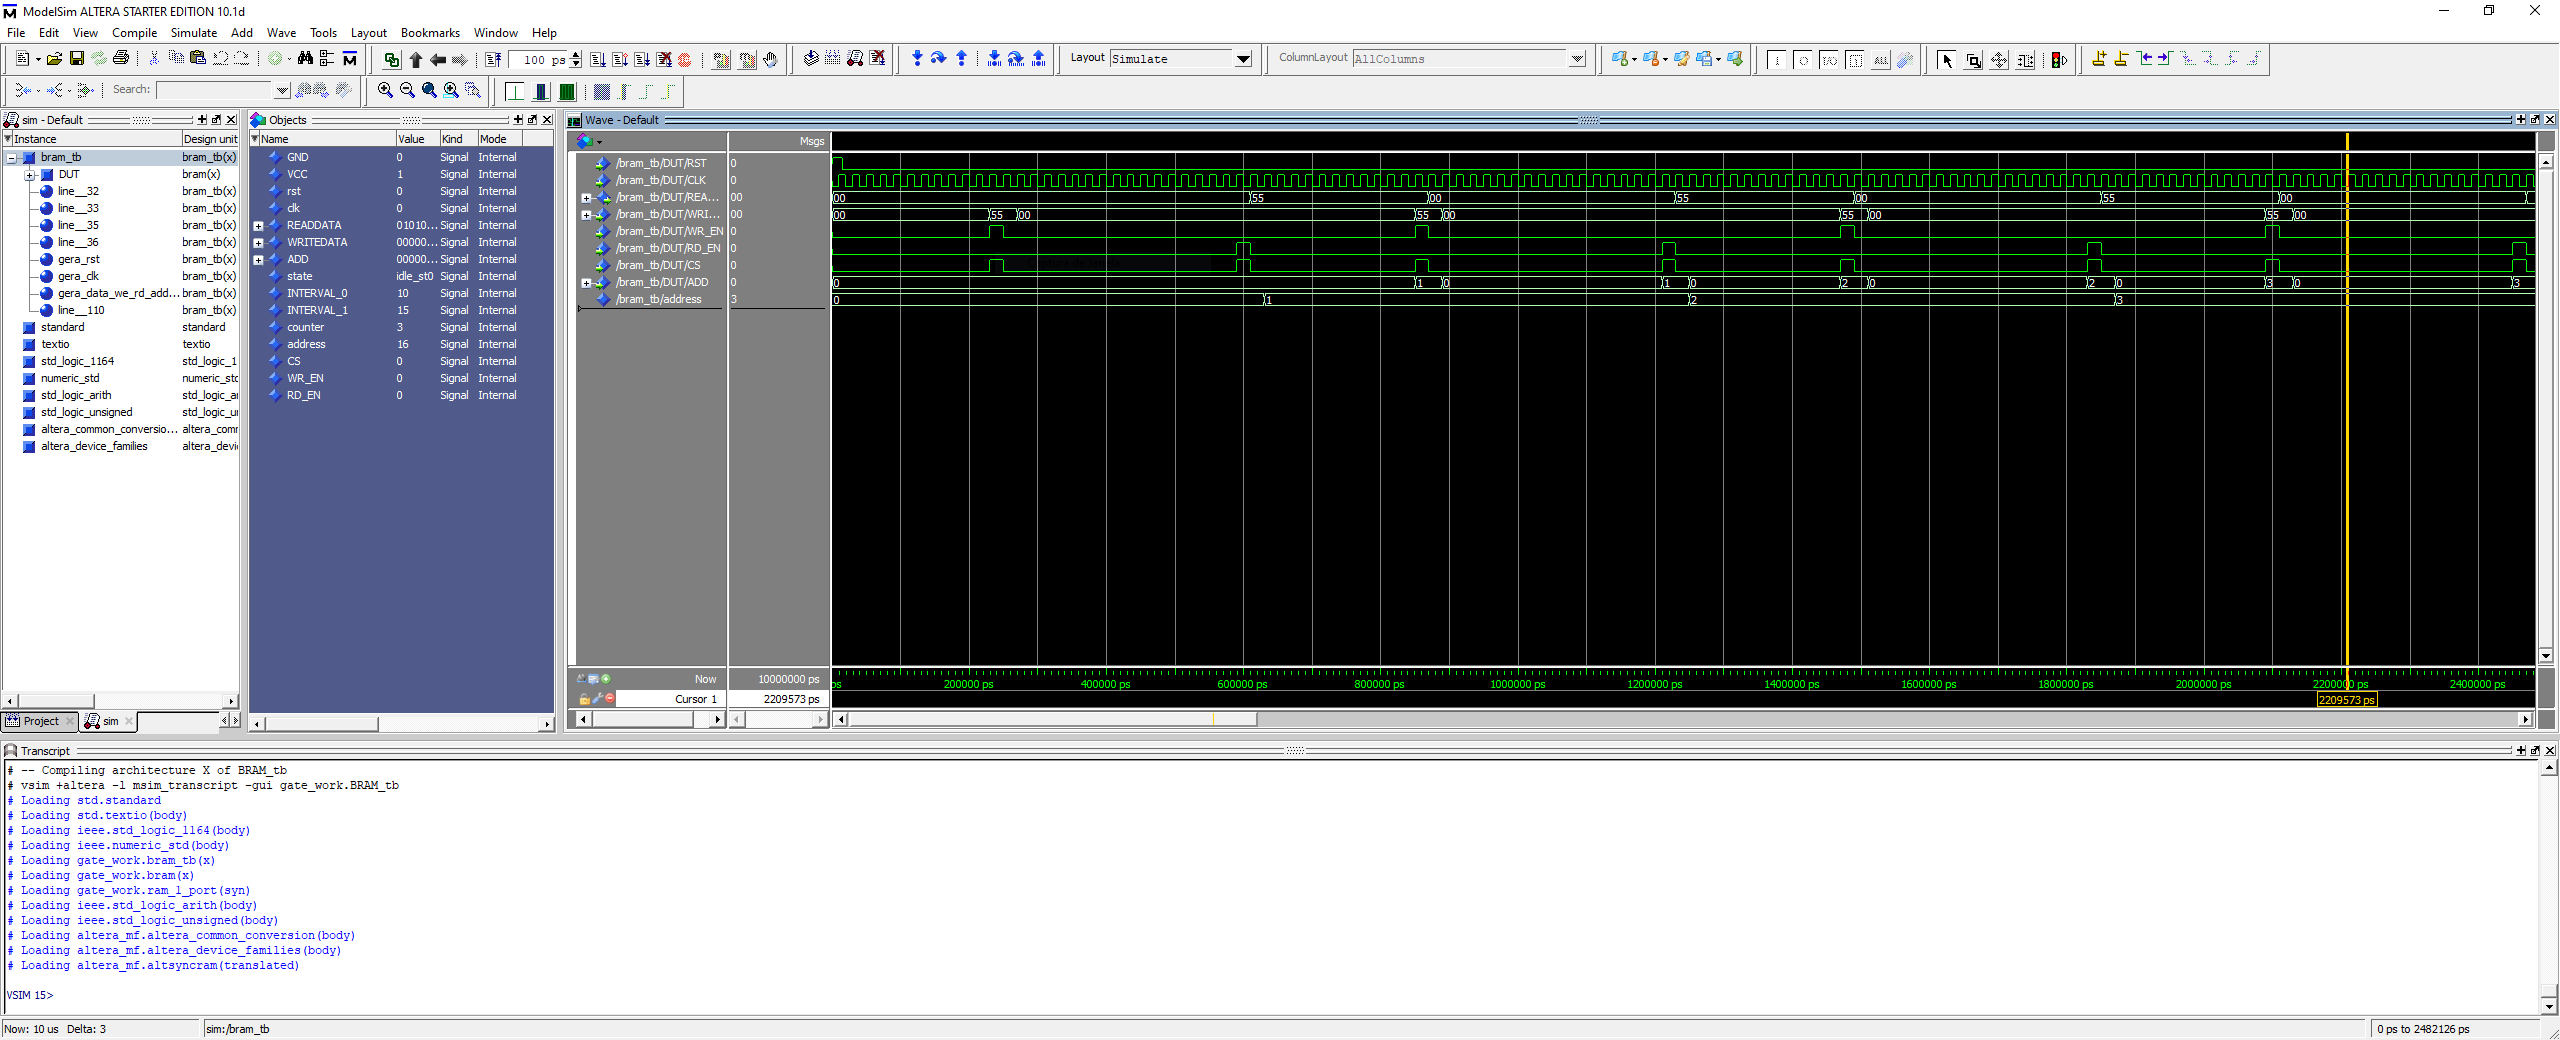 ModelSim ALTERA STARTER EDITION 10.1d
File Edit View Compile Simulate Add Wave Tools Layout Bookmarks Window Help
100 ps
Layout Simulate
ColumnLayout AllColumns
Search:
sim - Default
Instance Design unit
bram_tb bram_tb(x)
DUT bram(x)
line__32 bram_tb(x)
line__33 bram_tb(x)
line__35 bram_tb(x)
line__36 bram_tb(x)
gera_rst bram_tb(x)
gera_clk bram_tb(x)
gera_data_we_rd_add... bram_tb(x)
line__110 bram_tb(x)
standard standard
textio textio
std_logic_1164 std_logic_1
numeric_std numeric_std
std_logic_arith std_logic_a
std_logic_unsigned std_logic_u
altera_common_conversio... altera_comm
altera_device_families altera_devi
Project sim
Objects
Name Value Kind Mode
GND 0 Signal Internal
VCC 1 Signal Internal
rst 0 Signal Internal
clk 0 Signal Internal
READDATA 01010... Signal Internal
WRITEDATA 00000... Signal Internal
ADD 00000... Signal Internal
state idle_st0 Signal Internal
INTERVAL_0 10 Signal Internal
INTERVAL_1 15 Signal Internal
counter 3 Signal Internal
address 16 Signal Internal
CS 0 Signal Internal
WR_EN 0 Signal Internal
RD_EN 0 Signal Internal
Wave - Default
Msgs
/bram_tb/DUT/RST 0
/bram_tb/DUT/CLK 0
/bram_tb/DUT/REA... 00 00 55 00 55 00 55 00
/bram_tb/DUT/WRI... 00 00 55 00 55 00 55 00 55 00
/bram_tb/DUT/WR_EN 0
/bram_tb/DUT/RD_EN 0
/bram_tb/DUT/CS 0
/bram_tb/DUT/ADD 0 0 1 0 1 0 2 0 2 0 3 0 3
/bram_tb/address 3 0 1 2 3
Now 10000000 ps ps 200000 ps 400000 ps 600000 ps 800000 ps 1000000 ps 1200000 ps 1400000 ps 1600000 ps 1800000 ps 2000000 ps 2200000 ps 2400000 ps
Cursor 1 2209573 ps 2209573 ps
Transcript
# -- Compiling architecture X of BRAM_tb
# vsim +altera -l msim_transcript -gui gate_work.BRAM_tb
# Loading std.standard
# Loading std.textio(body)
# Loading ieee.std_logic_1164(body)
# Loading ieee.numeric_std(body)
# Loading gate_work.bram_tb(x)
# Loading gate_work.bram(x)
# Loading gate_work.ram_1_port(syn)
# Loading ieee.std_logic_arith(body)
# Loading ieee.std_logic_unsigned(body)
# Loading altera_mf.altera_common_conversion(body)
# Loading altera_mf.altera_device_families(body)
# Loading altera_mf.altsyncram(translated)
VSIM 15>
Now: 10 us Delta: 3 sim:/bram_tb 0 ps to 2482126 ps